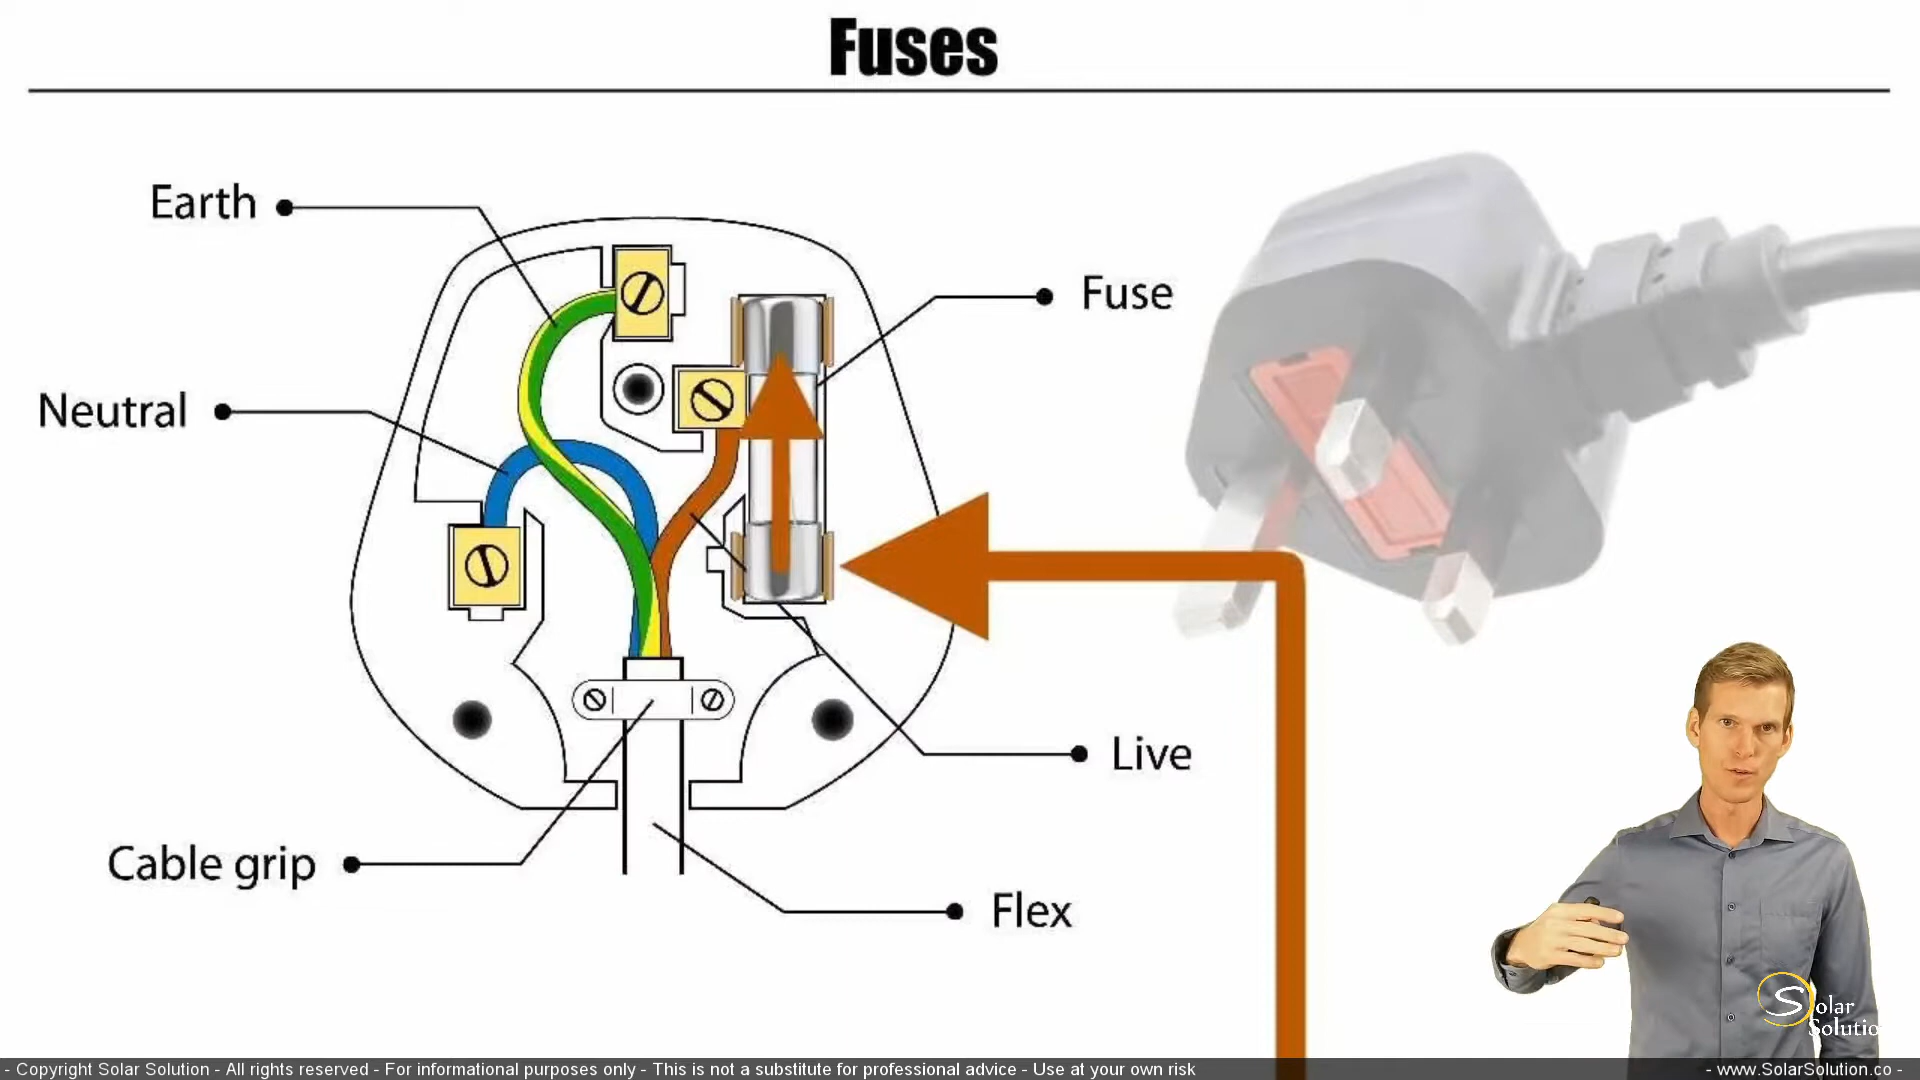 Fuses
Earth
Fuse
Neutral
Live
Cable grip
Flex
Solar
Solutio
- Copyright Solar Solution - All rights reserved - For informational purposes only - This is not a substitute for professional advice - Use at your own risk
- www.SolarSolution.co -